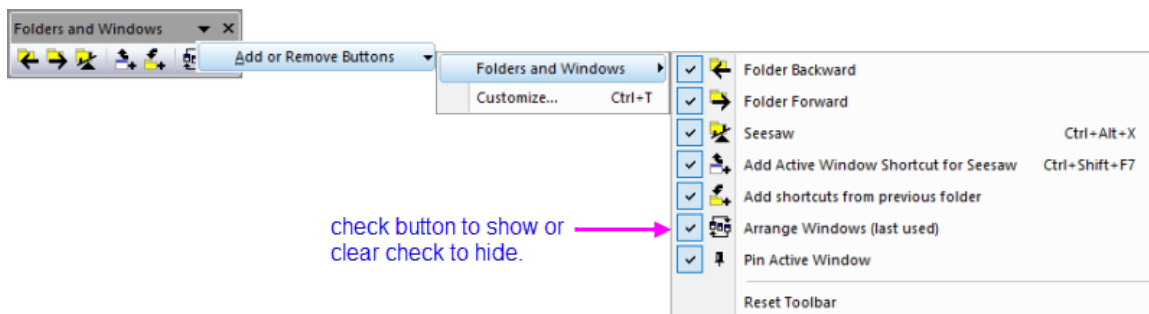 Folders and Windows
Add or Remove Buttons
Folders and Windows
Customize... Ctrl+T
Folder Backward
Folder Forward
Seesaw Ctrl+Alt+X
Add Active Window Shortcut for Seesaw Ctrl+Shift+F7
Add shortcuts from previous folder
Arrange Windows (last used)
Pin Active Window
Reset Toolbar
check button to show or
clear check to hide.